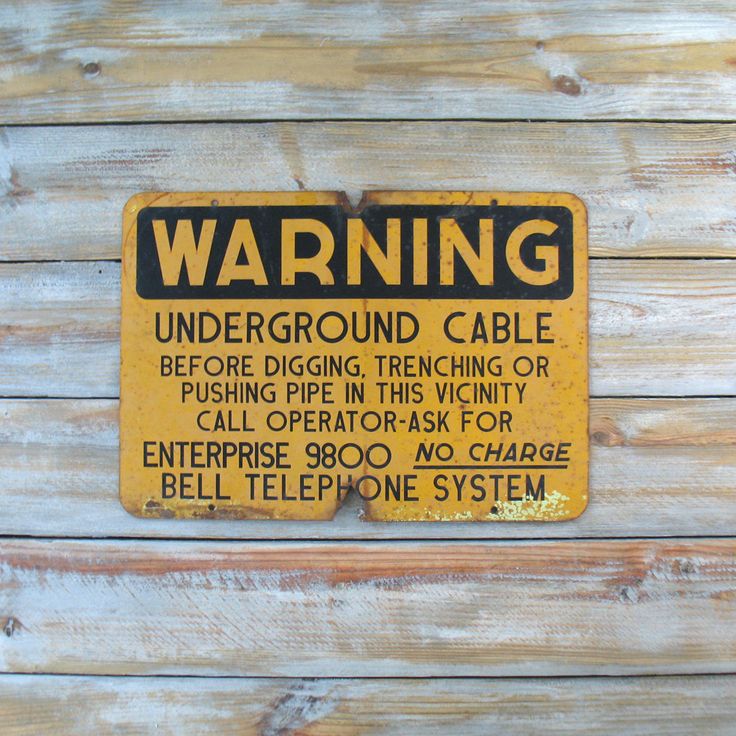 WARNING
UNDERGROUND CABLE
BEFORE DIGGING, TRENCHING OR
PUSHING PIPE IN THIS VICINITY
CALL OPERATOR-ASK FOR
ENTERPRISE 9800 NO CHARGE
BELL TELEPHONE SYSTEM